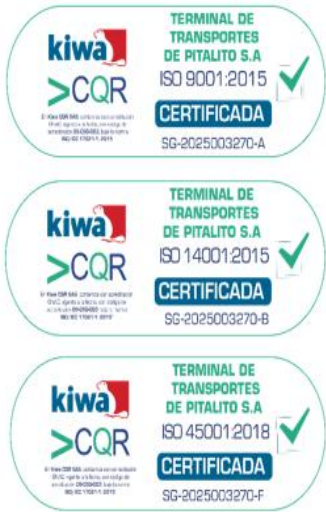 kiwa
>CQR
TERMINAL DE
TRANSPORTES
DE PITALITO S.A
ISO 9001:2015
CERTIFICADA
SG-2025003270-A
kiwa
>CQR
TERMINAL DE
TRANSPORTES
DE PITALITO S.A
ISO 14001:2015
CERTIFICADA
SG-2025003270-B
kiwa
>CQR
TERMINAL DE
TRANSPORTES
DE PITALITO S.A
ISO 45001:2018
CERTIFICADA
SG-2025003270-F